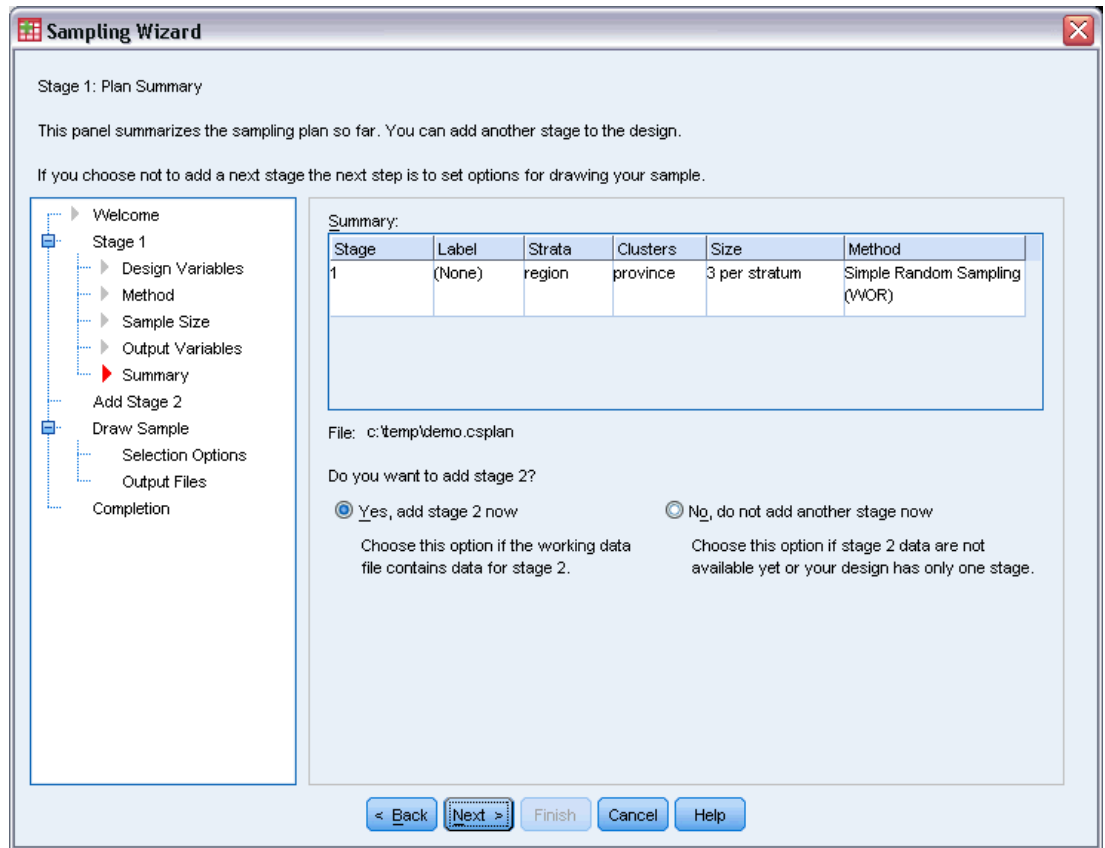 Sampling Wizard
Stage 1: Plan Summary
This panel summarizes the sampling plan so far. You can add another stage to the design.
If you choose not to add a next stage the next step is to set options for drawing your sample.
Welcome
Stage 1
Design Variables
Method
Sample Size
Output Variables
Summary
Add Stage 2
Draw Sample
Selection Options
Output Files
Completion
Summary:
Stage Label Strata Clusters Size Method
1 (None) region province 3 per stratum Simple Random Sampling
(WOR)
File: c:\temp\demo.csplan
Do you want to add stage 2?
Yes, add stage 2 now
Choose this option if the working data
file contains data for stage 2.
No, do not add another stage now
Choose this option if stage 2 data are not
available yet or your design has only one stage.
< Back Next > Finish Cancel Help